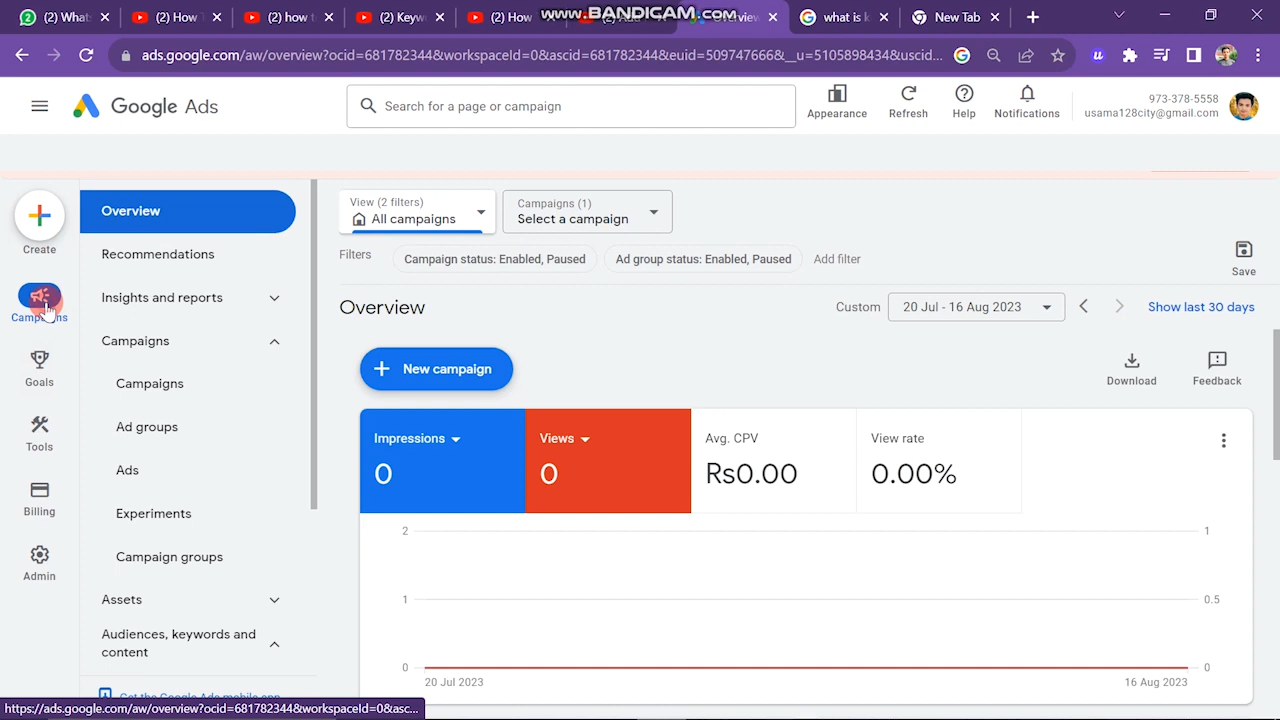 www.BANDICAM.com
(2) What
(2) how t
(2) Keyw
(2) How
what is k
New Tab
ads.google.com/aw/overview?ocid=681782344&workspaceId=0&ascid=681782344&euid=509747666&__u=5105898434&uscid...
Google Ads
Search for a page or campaign
Appearance
Refresh
Help
Notifications
973-378-5558
usama128city@gmail.com
Create
Campaigns
Goals
Tools
Billing
Admin
Overview
Recommendations
Insights and reports
Campaigns
Campaigns
Ad groups
Ads
Experiments
Campaign groups
Assets
Audiences, keywords and
content
Get the Google Ads mobile app
View (2 filters)
All campaigns
Campaigns (1)
Select a campaign
Filters
Campaign status: Enabled, Paused
Ad group status: Enabled, Paused
Add filter
Save
Overview
Custom
20 Jul - 16 Aug 2023
Show last 30 days
New campaign
Download
Feedback
Impressions
0
Views
0
Avg. CPV
Rs0.00
View rate
0.00%
2
1
1
0.5
0
0
20 Jul 2023
16 Aug 2023
https://ads.google.com/aw/overview?ocid=681782344&workspaceId=0&asc...